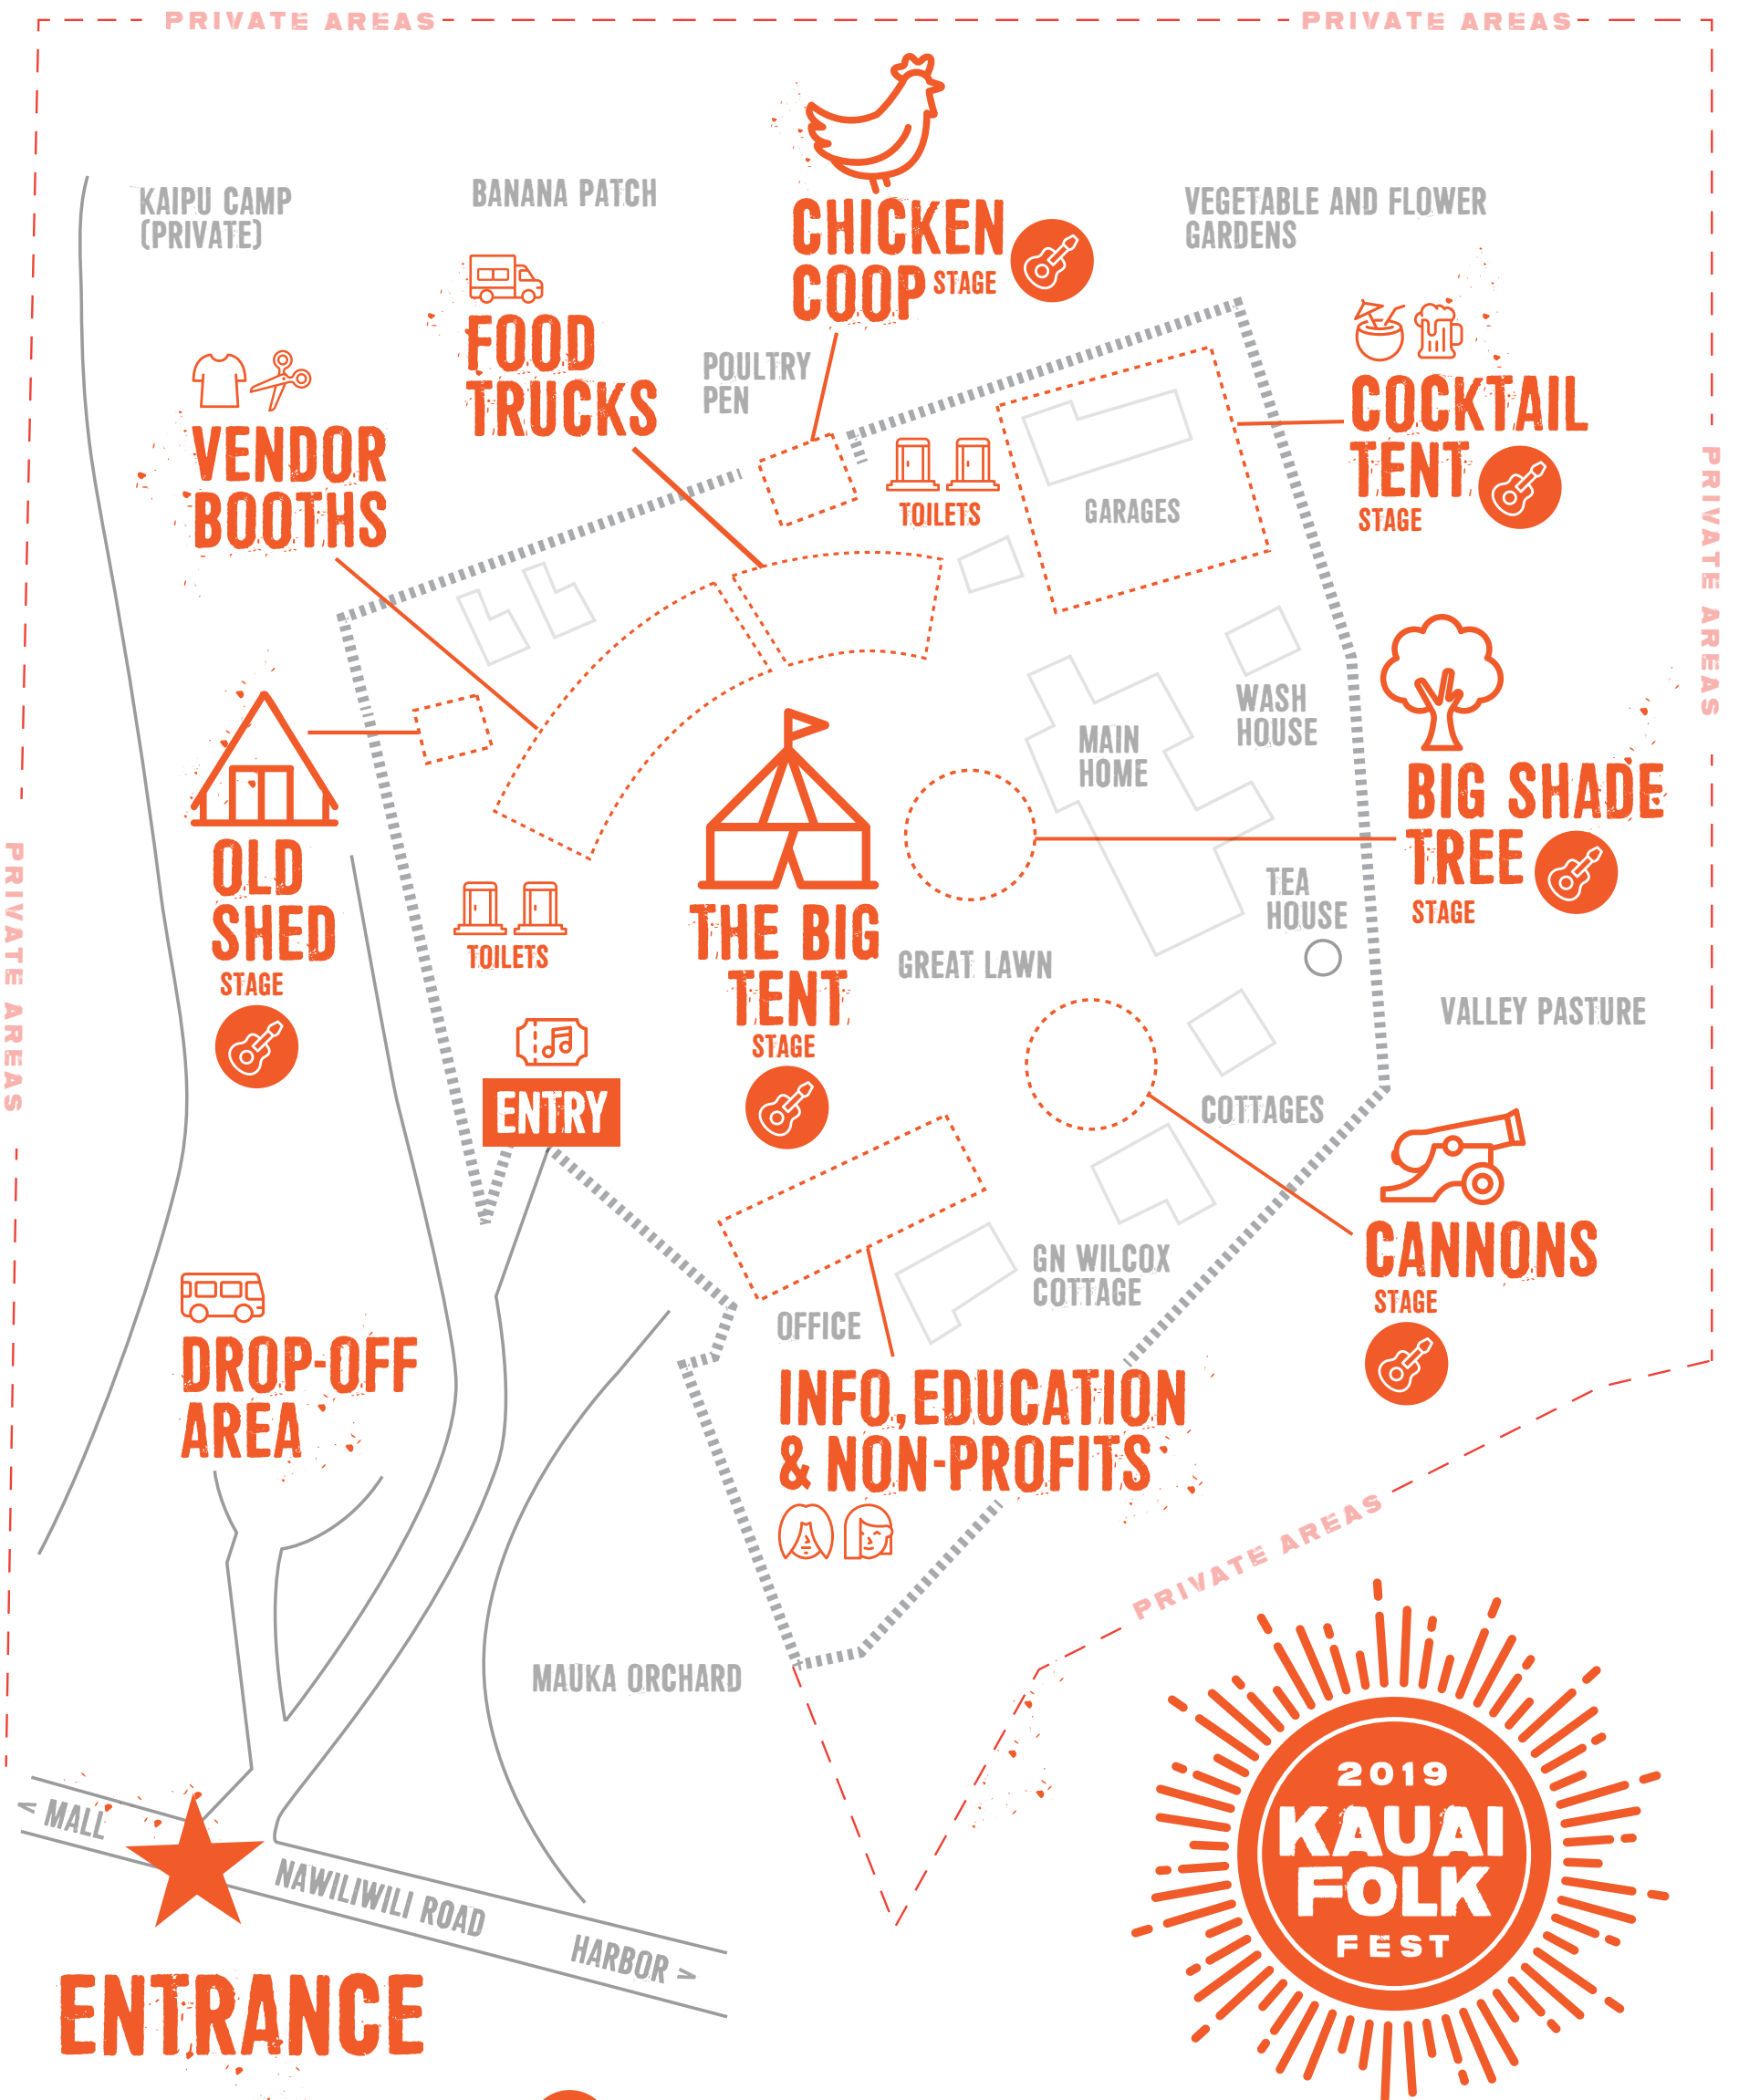 PRIVATE AREAS
PRIVATE AREAS
KAIPU CAMP
(PRIVATE)
BANANA PATCH
CHICKEN
COOP STAGE
VEGETABLE AND FLOWER
GARDENS
FOOD
TRUCKS
POULTRY
PEN
VENDOR
BOOTHS
COCKTAIL
TENT
STAGE
TOILETS
GARAGES
PRIVATE AREAS
WASH
HOUSE
MAIN
HOME
BIG SHADE
TREE
STAGE
OLD
SHED
STAGE
PRIVATE AREAS
TOILETS
THE BIG
TENT
STAGE
GREAT LAWN
TEA
HOUSE
VALLEY PASTURE
ENTRY
COTTAGES
CANNONS
STAGE
GN WILCOX
COTTAGE
OFFICE
DROP-OFF
AREA
INFO, EDUCATION
& NON-PROFITS
PRIVATE AREAS
MAUKA ORCHARD
< MALL
NAWILIWILI ROAD
HARBOR >
ENTRANCE
2019
KAUAI
FOLK
FEST